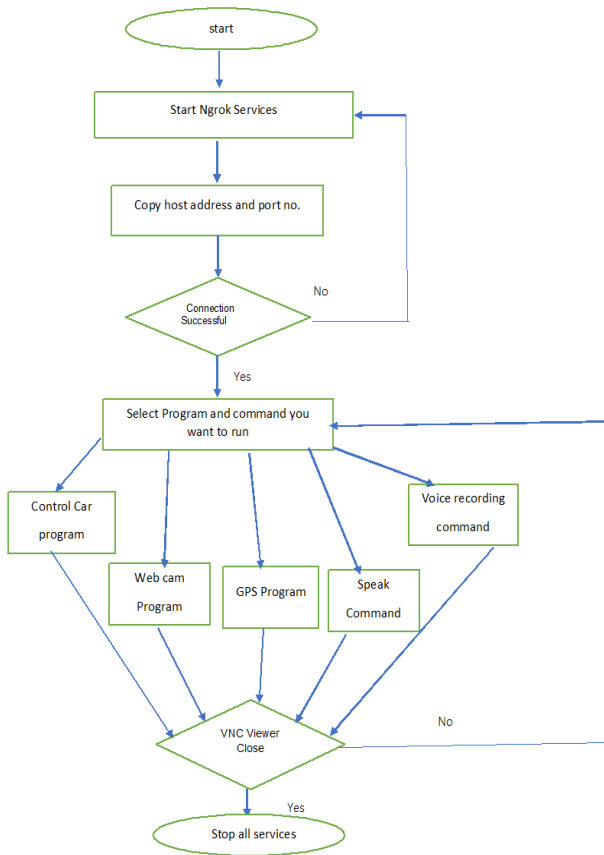 start
Start Ngrok Services
Copy host address and port no.
Connection
Successful
No
Yes
Select Program and command you
want to run
Control Car
program
Web cam
Program
GPS Program
Speak
Command
Voice recording
command
VNC Viewer
Close
No
Yes
Stop all services